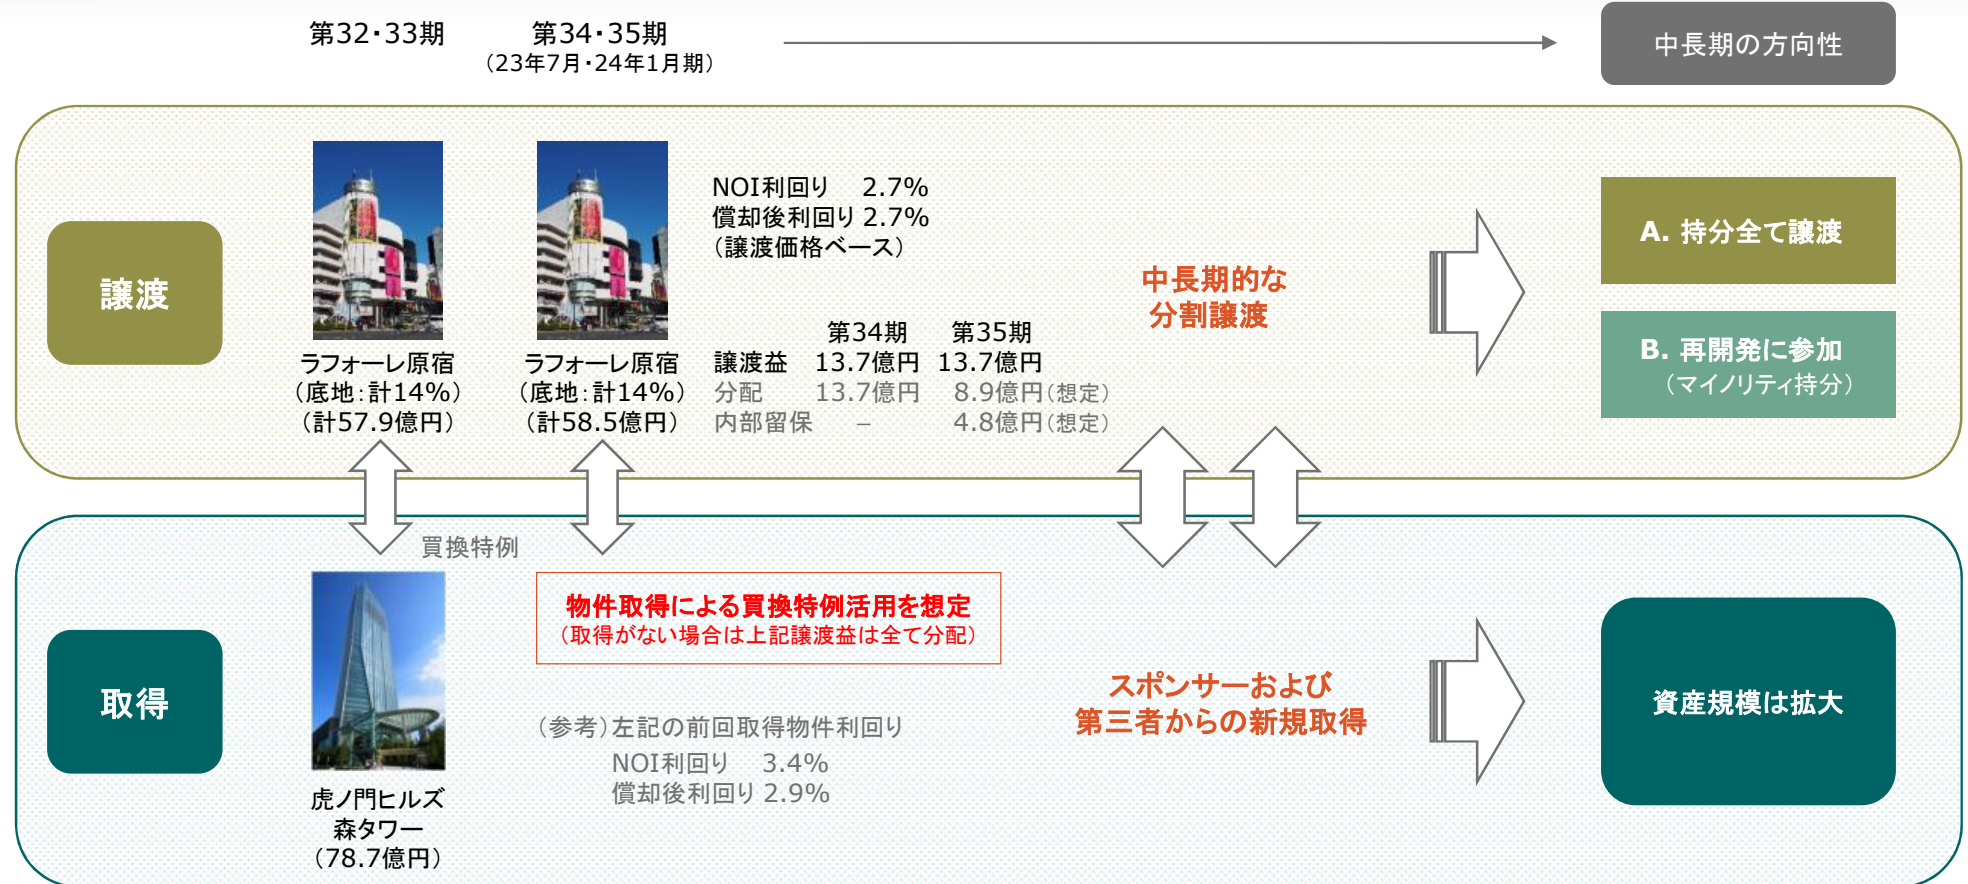 第32・33期
第34・35期
（23年7月・24年1月期）
中長期の方向性
譲渡
ラフォーレ原宿
（底地：計14%）
（計57.9億円）
ラフォーレ原宿
（底地：計14%）
（計58.5億円）
NOI利回り 2.7%
償却後利回り 2.7%
（譲渡価格ベース）
第34期 第35期
譲渡益 13.7億円 13.7億円
分配 13.7億円 8.9億円（想定）
内部留保 – 4.8億円（想定）
中長期的な
分割譲渡
A. 持分全て譲渡
B. 再開発に参加
（マイノリティ持分）
買換特例
取得
虎ノ門ヒルズ
森タワー
（78.7億円）
物件取得による買換特例活用を想定
（取得がない場合は上記譲渡益は全て分配）
（参考）左記の前回取得物件利回り
NOI利回り 3.4%
償却後利回り 2.9%
スポンサーおよび
第三者からの新規取得
資産規模は拡大